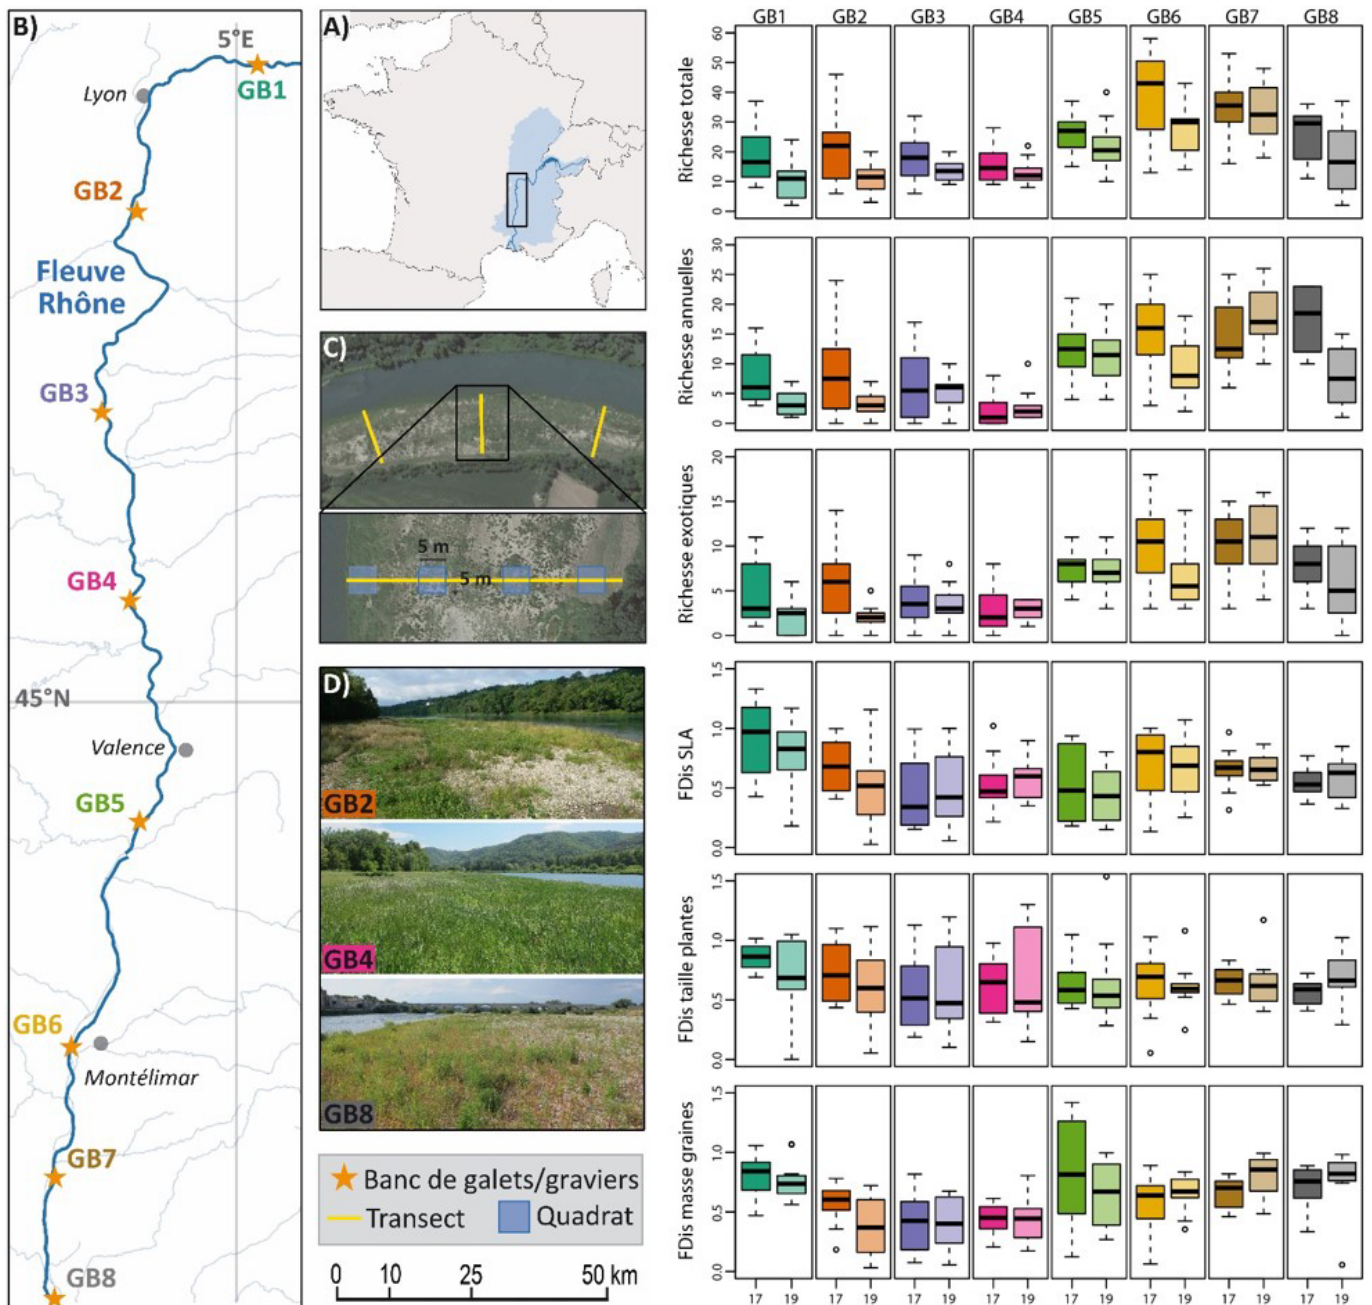 B)
5°E
GB1
Lyon
GB2
Fleuve
Rhône
GB3
GB4
45°N
Valence
GB5
GB6
Montélimar
GB7
GB8
A)
C)
5 m
5 m
D)
GB2
GB4
GB8
Banc de galets/graviers
Transect
Quadrat
0 10 25 50 km
GB1 GB2 GB3 GB4 GB5 GB6 GB7 GB8
Richesse totale
0 10 20 30 40 50 60
Richesse annuelles
0 5 10 15 20 25 30
Richesse exotiques
0 5 10 15 20
FDis SLA
0.0 0.5 1.0 1.5
FDis taille plantes
0.0 0.5 1.0 1.5
FDis masse graines
0.0 0.5 1.0 1.5
17 19 17 19 17 19 17 19 17 19 17 19 17 19 17 19